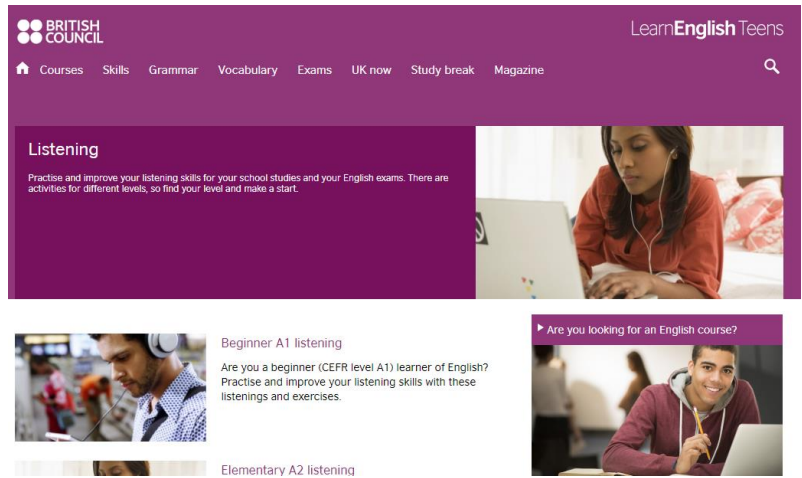 BRITISH
COUNCIL
LearnEnglish Teens
Courses Skills Grammar Vocabulary Exams UK now Study break Magazine
Listening
Practise and improve your listening skills for your school studies and your English exams. There are
activities for different levels, so find your level and make a start.
Beginner A1 listening
Are you a beginner (CEFR level A1) learner of English?
Practise and improve your listening skills with these
listenings and exercises.
Elementary A2 listening
Are you looking for an English course?